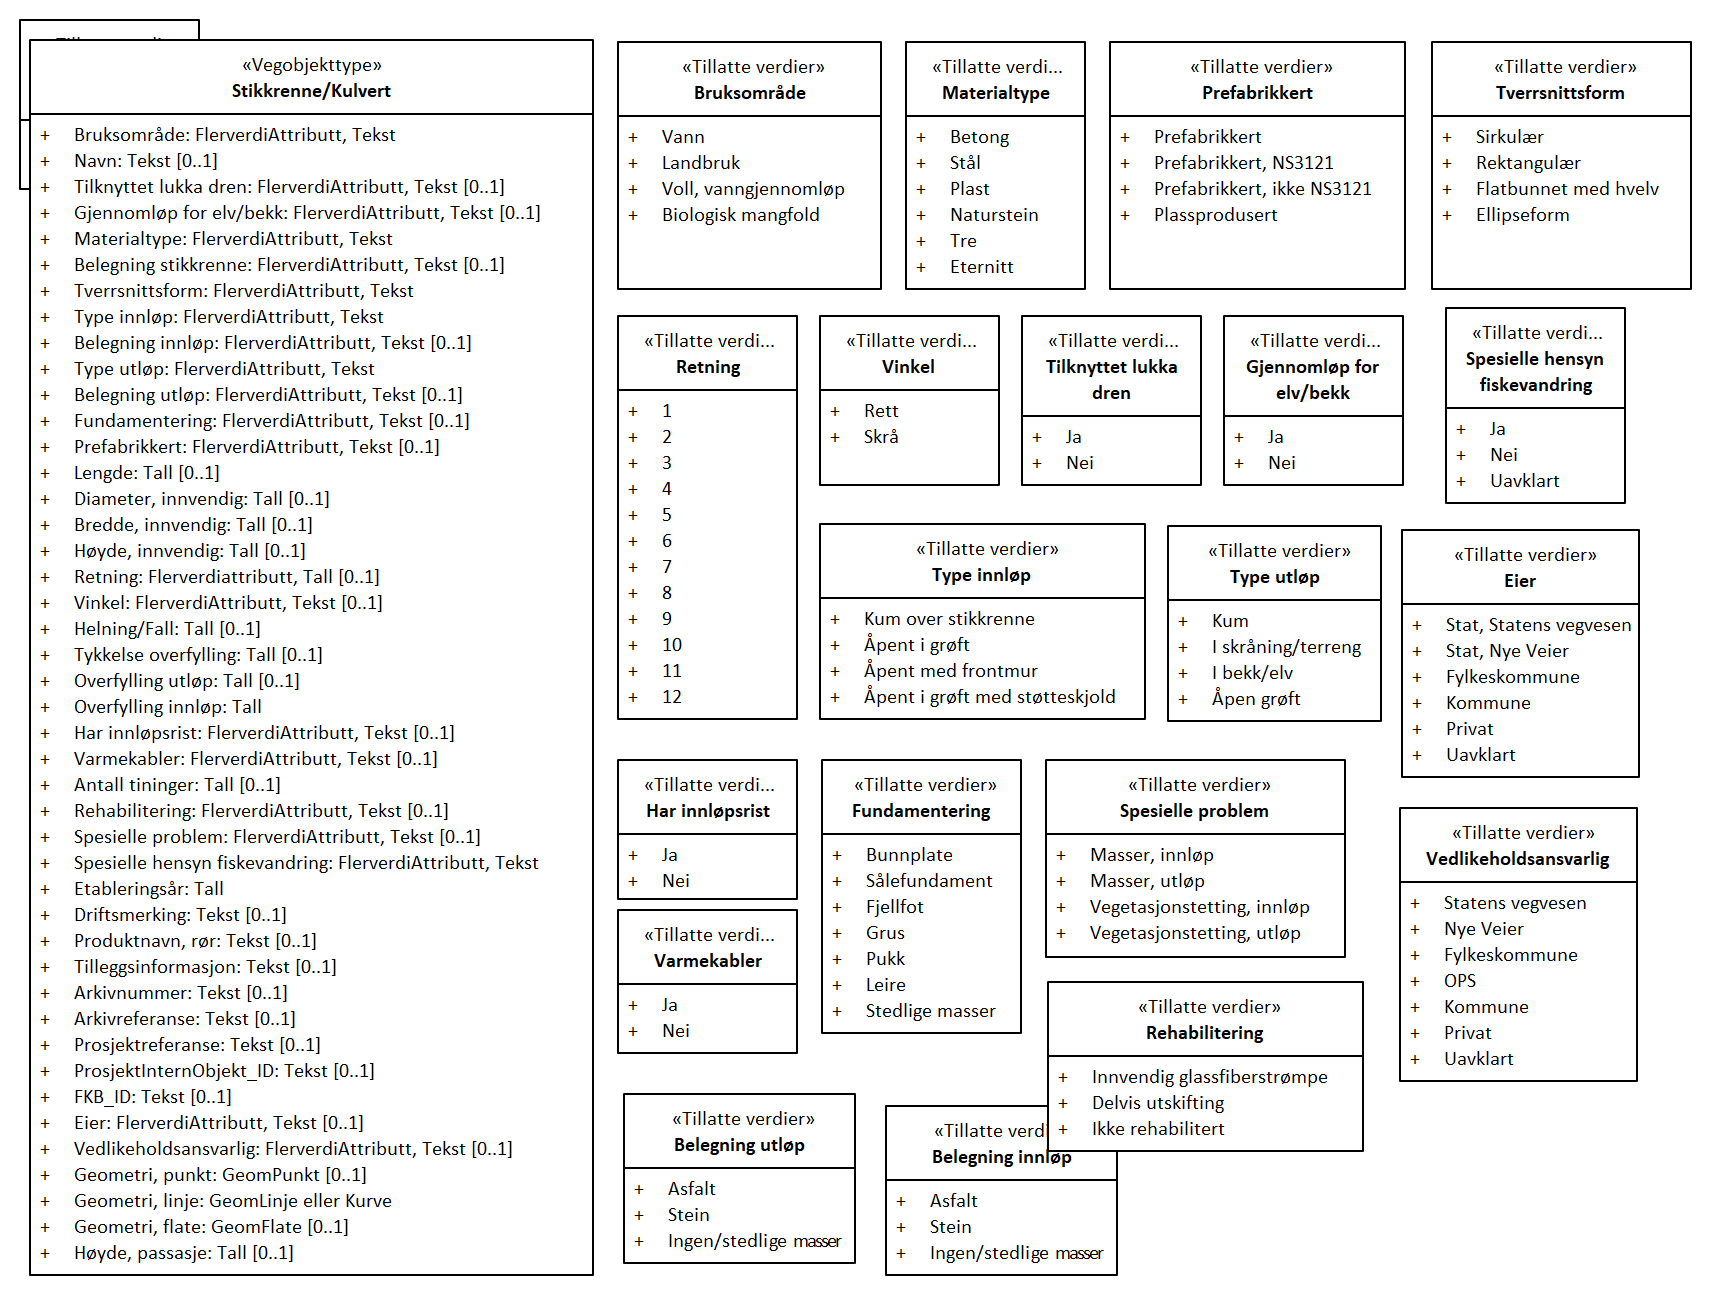 «Vegobjekttype»
Stikkrenne/Kulvert
+ Bruksområde: FlerverdiAttributt, Tekst
+ Navn: Tekst [0..1]
+ Tilknyttet lukka dren: FlerverdiAttributt, Tekst [0..1]
+ Gjennomløp for elv/bekk: FlerverdiAttributt, Tekst [0..1]
+ Materialtype: FlerverdiAttributt, Tekst
+ Belegning stikkrenne: FlerverdiAttributt, Tekst [0..1]
+ Tverrsnittsform: FlerverdiAttributt, Tekst
+ Type innløp: FlerverdiAttributt, Tekst
+ Belegning innløp: FlerverdiAttributt, Tekst [0..1]
+ Type utløp: FlerverdiAttributt, Tekst
+ Belegning utløp: FlerverdiAttributt, Tekst [0..1]
+ Fundamentering: FlerverdiAttributt, Tekst [0..1]
+ Prefabrikkert: FlerverdiAttributt, Tekst [0..1]
+ Lengde: Tall [0..1]
+ Diameter, innvendig: Tall [0..1]
+ Bredde, innvendig: Tall [0..1]
+ Høyde, innvendig: Tall [0..1]
+ Retning: Flerverdiattributt, Tall [0..1]
+ Vinkel: FlerverdiAttributt, Tekst [0..1]
+ Helning/Fall: Tall [0..1]
+ Tykkelse overfylling: Tall [0..1]
+ Overfylling utløp: Tall [0..1]
+ Overfylling innløp: Tall
+ Har innløpsrist: FlerverdiAttributt, Tekst [0..1]
+ Varmekabler: FlerverdiAttributt, Tekst [0..1]
+ Antall tininger: Tall [0..1]
+ Rehabilitering: FlerverdiAttributt, Tekst [0..1]
+ Spesielle problem: FlerverdiAttributt, Tekst [0..1]
+ Spesielle hensyn fiskevandring: FlerverdiAttributt, Tekst
+ Etableringsår: Tall
+ Driftsmerking: Tekst [0..1]
+ Produktnavn, rør: Tekst [0..1]
+ Tilleggsinformasjon: Tekst [0..1]
+ Arkivnummer: Tekst [0..1]
+ Arkivreferanse: Tekst [0..1]
+ Prosjektreferanse: Tekst [0..1]
+ ProsjektInternObjekt_ID: Tekst [0..1]
+ FKB_ID: Tekst [0..1]
+ Eier: FlerverdiAttributt, Tekst [0..1]
+ Vedlikeholdsansvarlig: FlerverdiAttributt, Tekst [0..1]
+ Geometri, punkt: GeomPunkt [0..1]
+ Geometri, linje: GeomLinje eller Kurve
+ Geometri, flate: GeomFlate [0..1]
+ Høyde, passasje: Tall [0..1]
«Tillatte verdier»
Bruksområde
+ Vann
+ Landbruk
+ Voll, vanngjennomløp
+ Biologisk mangfold
«Tillatte verdi...
Materialtype
+ Betong
+ Stål
+ Plast
+ Naturstein
+ Tre
+ Eternitt
«Tillatte verdier»
Prefabrikkert
+ Prefabrikkert
+ Prefabrikkert, NS3121
+ Prefabrikkert, ikke NS3121
+ Plassprodusert
«Tillatte verdier»
Tverrsnittsform
+ Sirkulær
+ Rektangulær
+ Flatbunnet med hvelv
+ Ellipseform
«Tillatte verdi...
Retning
+ 1
+ 2
+ 3
+ 4
+ 5
+ 6
+ 7
+ 8
+ 9
+ 10
+ 11
+ 12
«Tillatte verdi...
Vinkel
+ Rett
+ Skrå
«Tillatte verdi...
Tilknyttet lukka
dren
+ Ja
+ Nei
«Tillatte verdi...
Gjennomløp for
elv/bekk
+ Ja
+ Nei
«Tillatte verdi...
Spesielle hensyn
fiskevandring
+ Ja
+ Nei
+ Uavklart
«Tillatte verdier»
Type innløp
+ Kum over stikkrenne
+ Åpent i grøft
+ Åpent med frontmur
+ Åpent i grøft med støtteskjold
«Tillatte verdier»
Type utløp
+ Kum
+ I skråning/terreng
+ I bekk/elv
+ Åpen grøft
«Tillatte verdier»
Eier
+ Stat, Statens vegvesen
+ Stat, Nye Veier
+ Fylkeskommune
+ Kommune
+ Privat
+ Uavklart
«Tillatte verdi...
Har innløpsrist
+ Ja
+ Nei
«Tillatte verdier»
Fundamentering
+ Bunnplate
+ Sålefundament
+ Fjellfot
+ Grus
+ Pukk
+ Leire
+ Stedlige masser
«Tillatte verdier»
Spesielle problem
+ Masser, innløp
+ Masser, utløp
+ Vegetasjonstetting, innløp
+ Vegetasjonstetting, utløp
«Tillatte verdier»
Vedlikeholdsansvarlig
+ Statens vegvesen
+ Nye Veier
+ Fylkeskommune
+ OPS
+ Kommune
+ Privat
+ Uavklart
«Tillatte verdi...
Varmekabler
+ Ja
+ Nei
«Tillatte verdier»
Rehabilitering
+ Innvendig glassfiberstrømpe
+ Delvis utskifting
+ Ikke rehabilitert
«Tillatte verdier»
Belegning utløp
+ Asfalt
+ Stein
+ Ingen/stedlige masser
«Tillatte
Belegning innløp
+ Asfalt
+ Stein
+ Ingen/stedlige masser